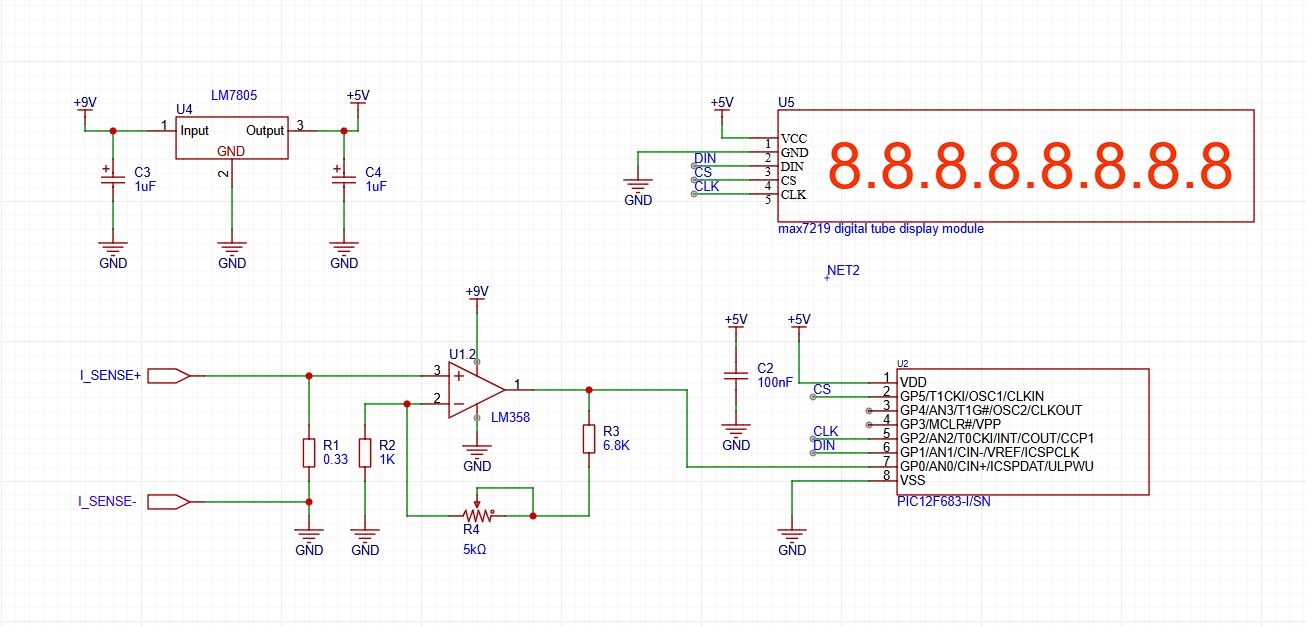 LM7805
+9V
+5V
U4
1
Input
Output
3
GND
2
+
C3
1uF
+
C4
1uF
GND
GND
GND
+5V
U5
VCC
1
GND
2
DIN
DIN
3
CS
CS
4
CLK
CLK
5
8.8.8.8.8.8.8.8
GND
max7219 digital tube display module
NET2
+9V
U1.2
I_SENSE+
3
+
1
2
−
LM358
GND
R1
0.33
R2
1K
R3
6.8K
I_SENSE-
R4
5kΩ
GND
GND
+5V
+5V
C2
100nF
GND
U2
1
VDD
CS
2
GP5/T1CKI/OSC1/CLKIN
3
GP4/AN3/T1G#/OSC2/CLKOUT
4
GP3/MCLR#/VPP
CLK
5
GP2/AN2/T0CKI/INT/COUT/CCP1
DIN
6
GP1/AN1/CIN-/VREF/ICSPCLK
7
GP0/AN0/CIN+/ICSPDAT/ULPWU
8
VSS
PIC12F683-I/SN
GND